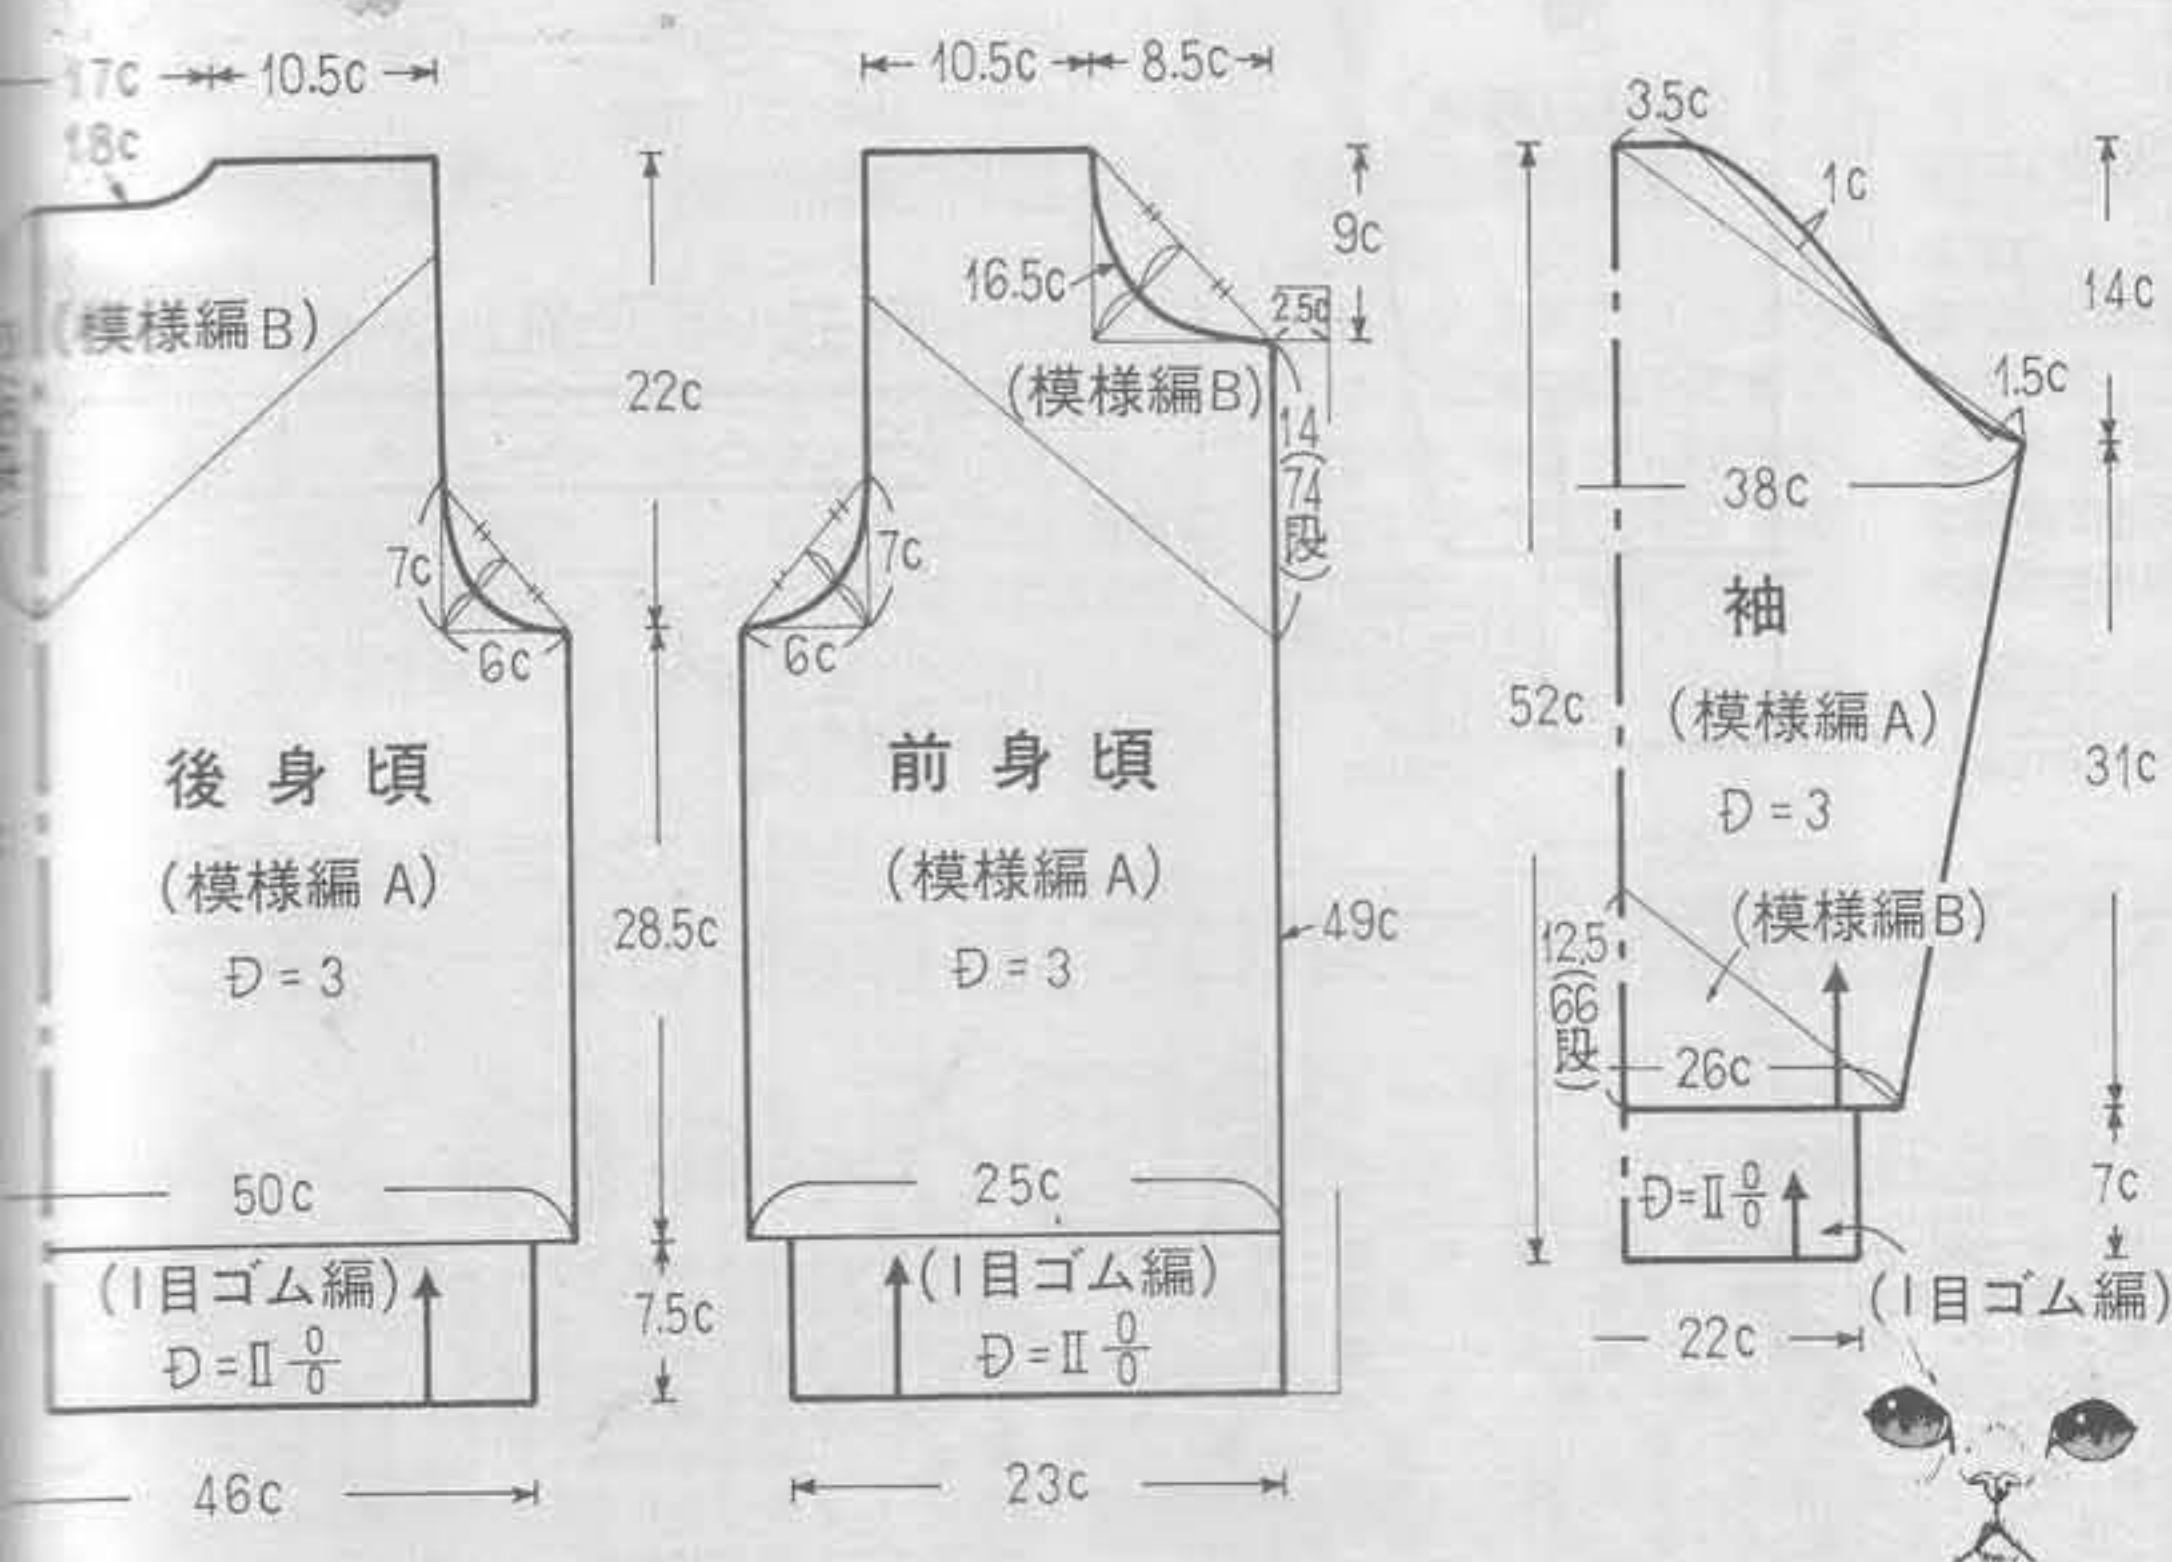 17c
10.5c
18c
(模様編B)
7c
6c
後身頃
(模様編 A)
Đ = 3
50c
(1目ゴム編)
Đ = Ⅱ 0/0
46c
22c
28.5c
7.5c
10.5c
8.5c
9c
16.5c
2.5c
(模様編B)
14(74段)
7c
6c
前身頃
(模様編 A)
Đ = 3
49c
25c
(1目ゴム編)
Đ = Ⅱ 0/0
23c
3.5c
1c
14c
1.5c
38c
袖
52c
(模様編 A)
Đ = 3
31c
(模様編B)
12.5(66段)
26c
Đ = Ⅱ 0/0
7c
(1目ゴム編)
22c